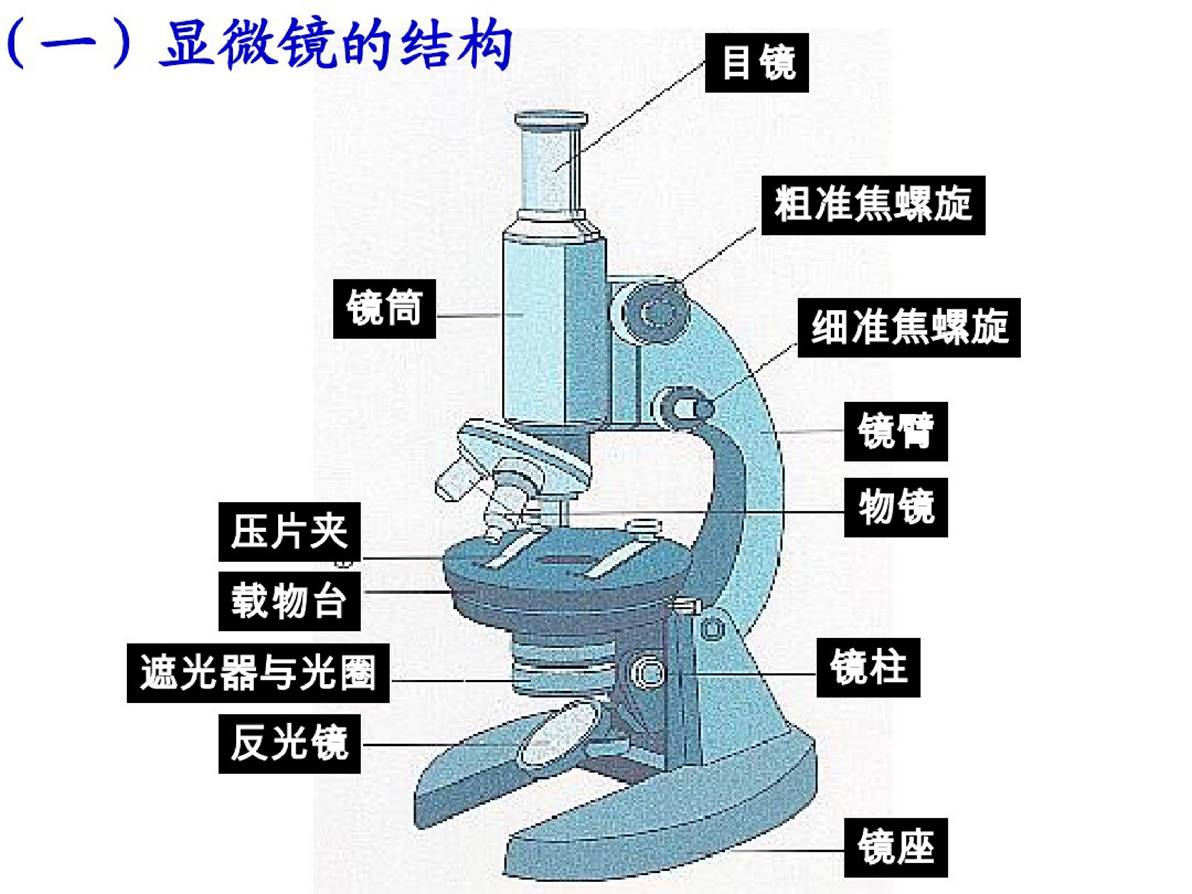 （一）显微镜的结构
目镜
粗准焦螺旋
镜筒
细准焦螺旋
镜臂
物镜
压片夹
载物台
遮光器与光圈
镜柱
反光镜
镜座